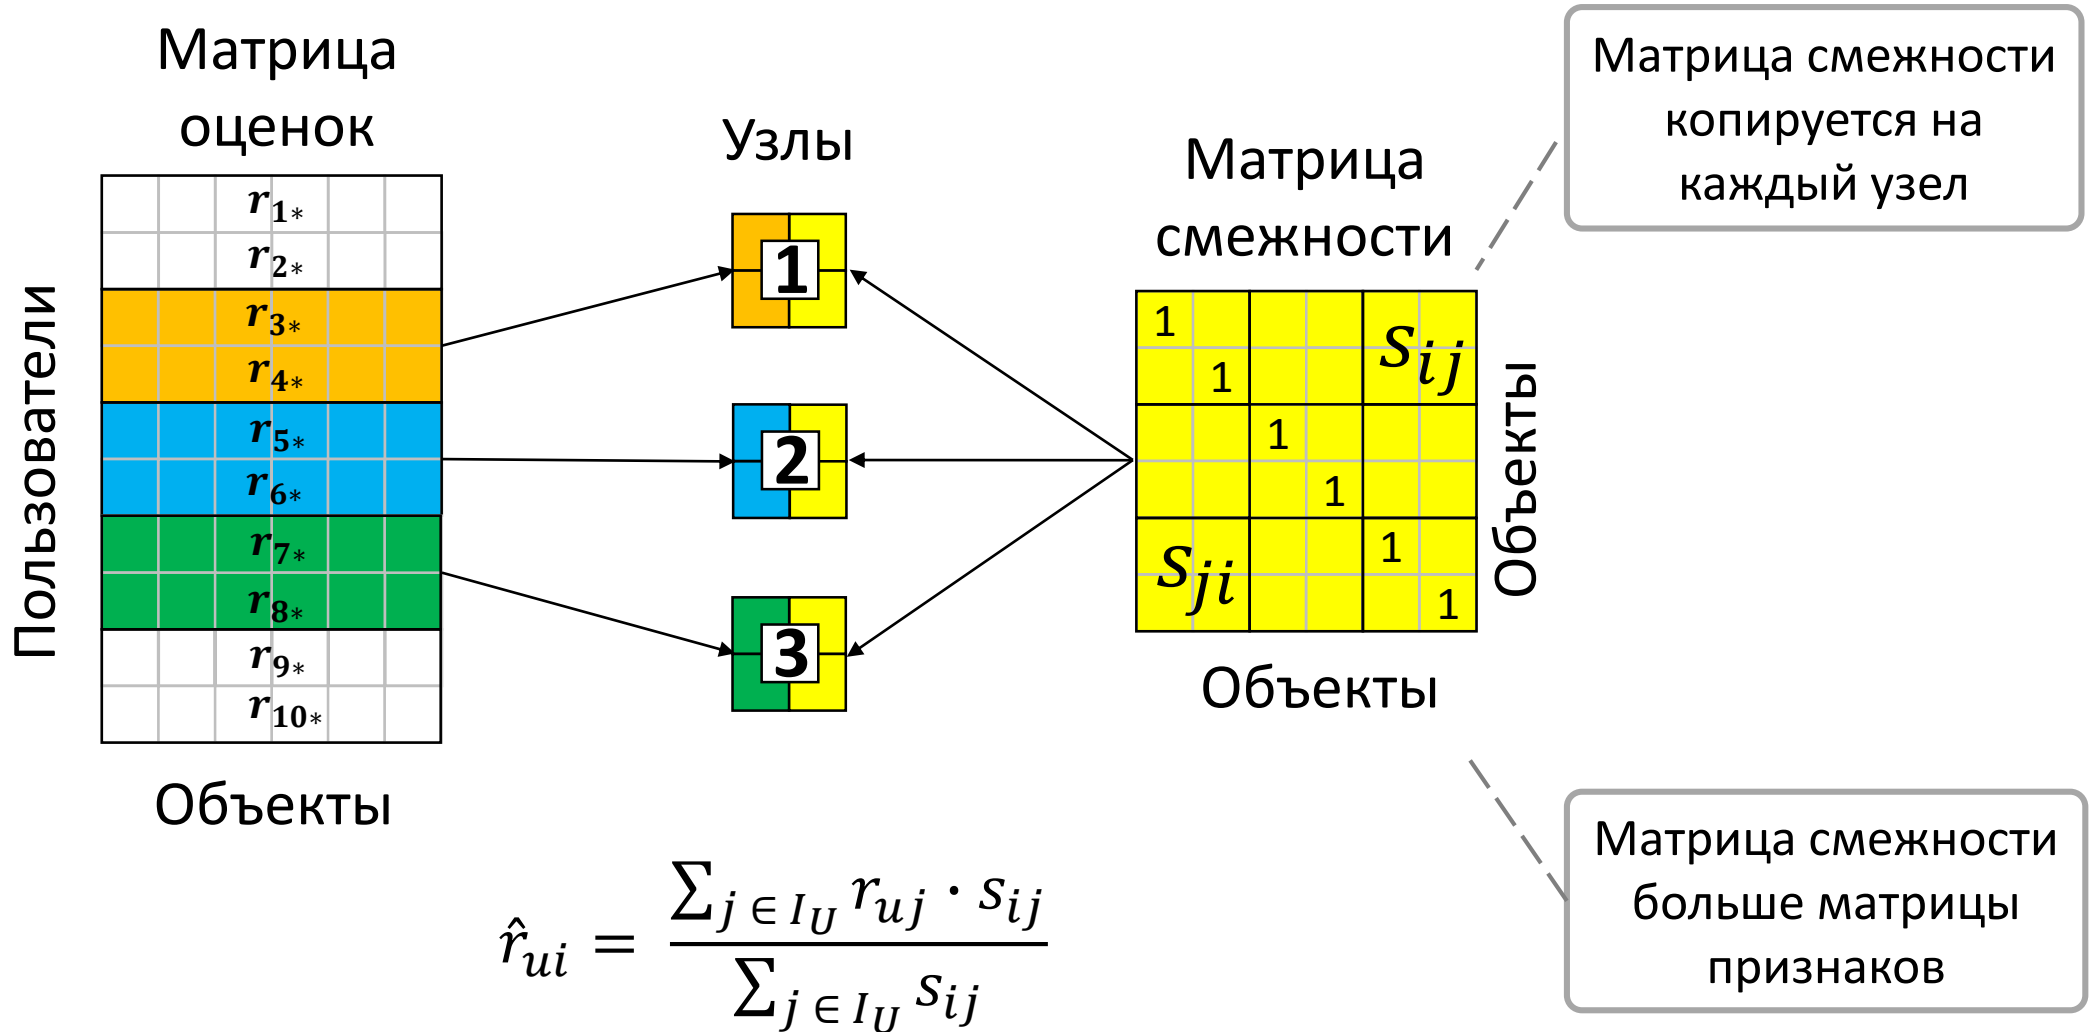 Матрица
оценок
Пользователи
r1*
r2*
r3*
r4*
r5*
r6*
r7*
r8*
r9*
r10*
Объекты
Узлы
1
2
3
Матрица
смежности
1 sij
1
1
1
sji 1
1
Объекты
Объекты
Матрица смежности
копируется на
каждый узел
Матрица смежности
больше матрицы
признаков
r̂ui = ∑j ∈ IU ruj · sij
∑j ∈ IU sij